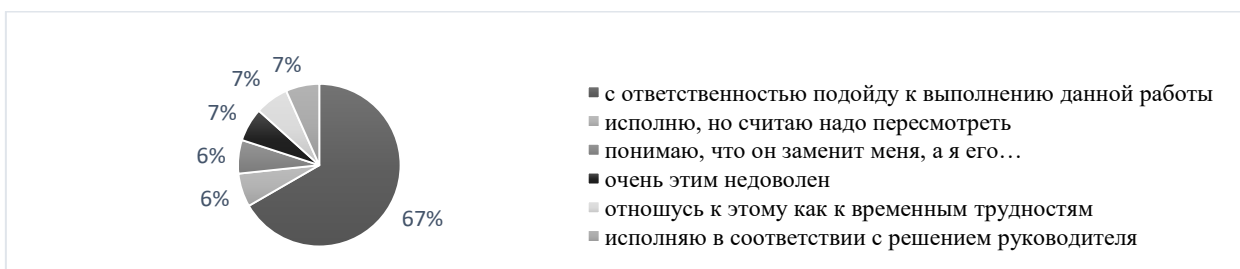 7%
7%
7%
6%
6%
67%
с ответственностью подойду к выполнению данной работы
исполню, но считаю надо пересмотреть
понимаю, что он заменит меня, а я его…
очень этим недоволен
отношусь к этому как к временным трудностям
исполняю в соответствии с решением руководителя